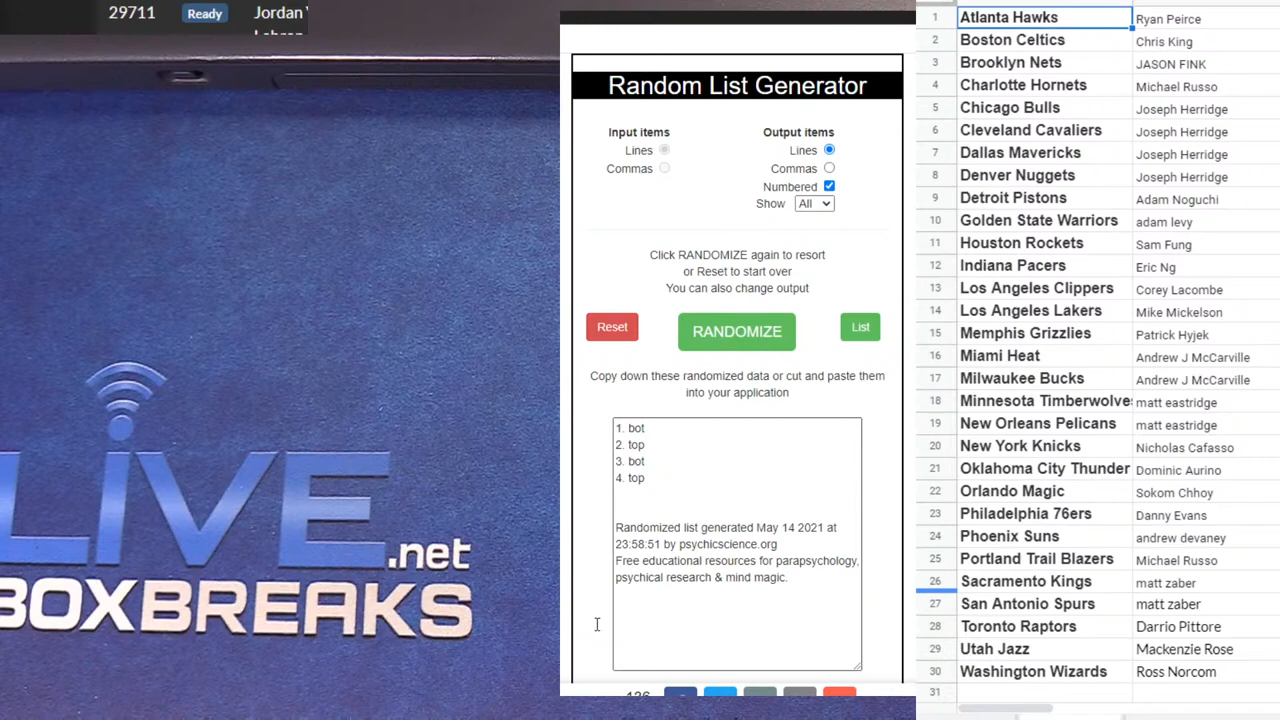 29711 Ready Jordan
LIVE.net
BOXBREAKS
Random List Generator
Input items
Lines
Commas
Output items
Lines
Commas
Numbered
Show All
Click RANDOMIZE again to resort
or Reset to start over
You can also change output
Reset RANDOMIZE List
Copy down these randomized data or cut and paste them
into your application
1. bot
2. top
3. bot
4. top
Randomized list generated May 14 2021 at
23:58:51 by psychicscience.org
Free educational resources for parapsychology,
psychical research & mind magic.
1 Atlanta Hawks Ryan Peirce
2 Boston Celtics Chris King
3 Brooklyn Nets JASON FINK
4 Charlotte Hornets Michael Russo
5 Chicago Bulls Joseph Herridge
6 Cleveland Cavaliers Joseph Herridge
7 Dallas Mavericks Joseph Herridge
8 Denver Nuggets Joseph Herridge
9 Detroit Pistons Adam Noguchi
10 Golden State Warriors adam levy
11 Houston Rockets Sam Fung
12 Indiana Pacers Eric Ng
13 Los Angeles Clippers Corey Lacombe
14 Los Angeles Lakers Mike Mickelson
15 Memphis Grizzlies Patrick Hyjek
16 Miami Heat Andrew J McCarville
17 Milwaukee Bucks Andrew J McCarville
18 Minnesota Timberwolve matt eastridge
19 New Orleans Pelicans matt eastridge
20 New York Knicks Nicholas Cafasso
21 Oklahoma City Thunder Dominic Aurino
22 Orlando Magic Sokom Chhoy
23 Philadelphia 76ers Danny Evans
24 Phoenix Suns andrew devaney
25 Portland Trail Blazers Michael Russo
26 Sacramento Kings matt zaber
27 San Antonio Spurs matt zaber
28 Toronto Raptors Darrio Pittore
29 Utah Jazz Mackenzie Rose
30 Washington Wizards Ross Norcom
31